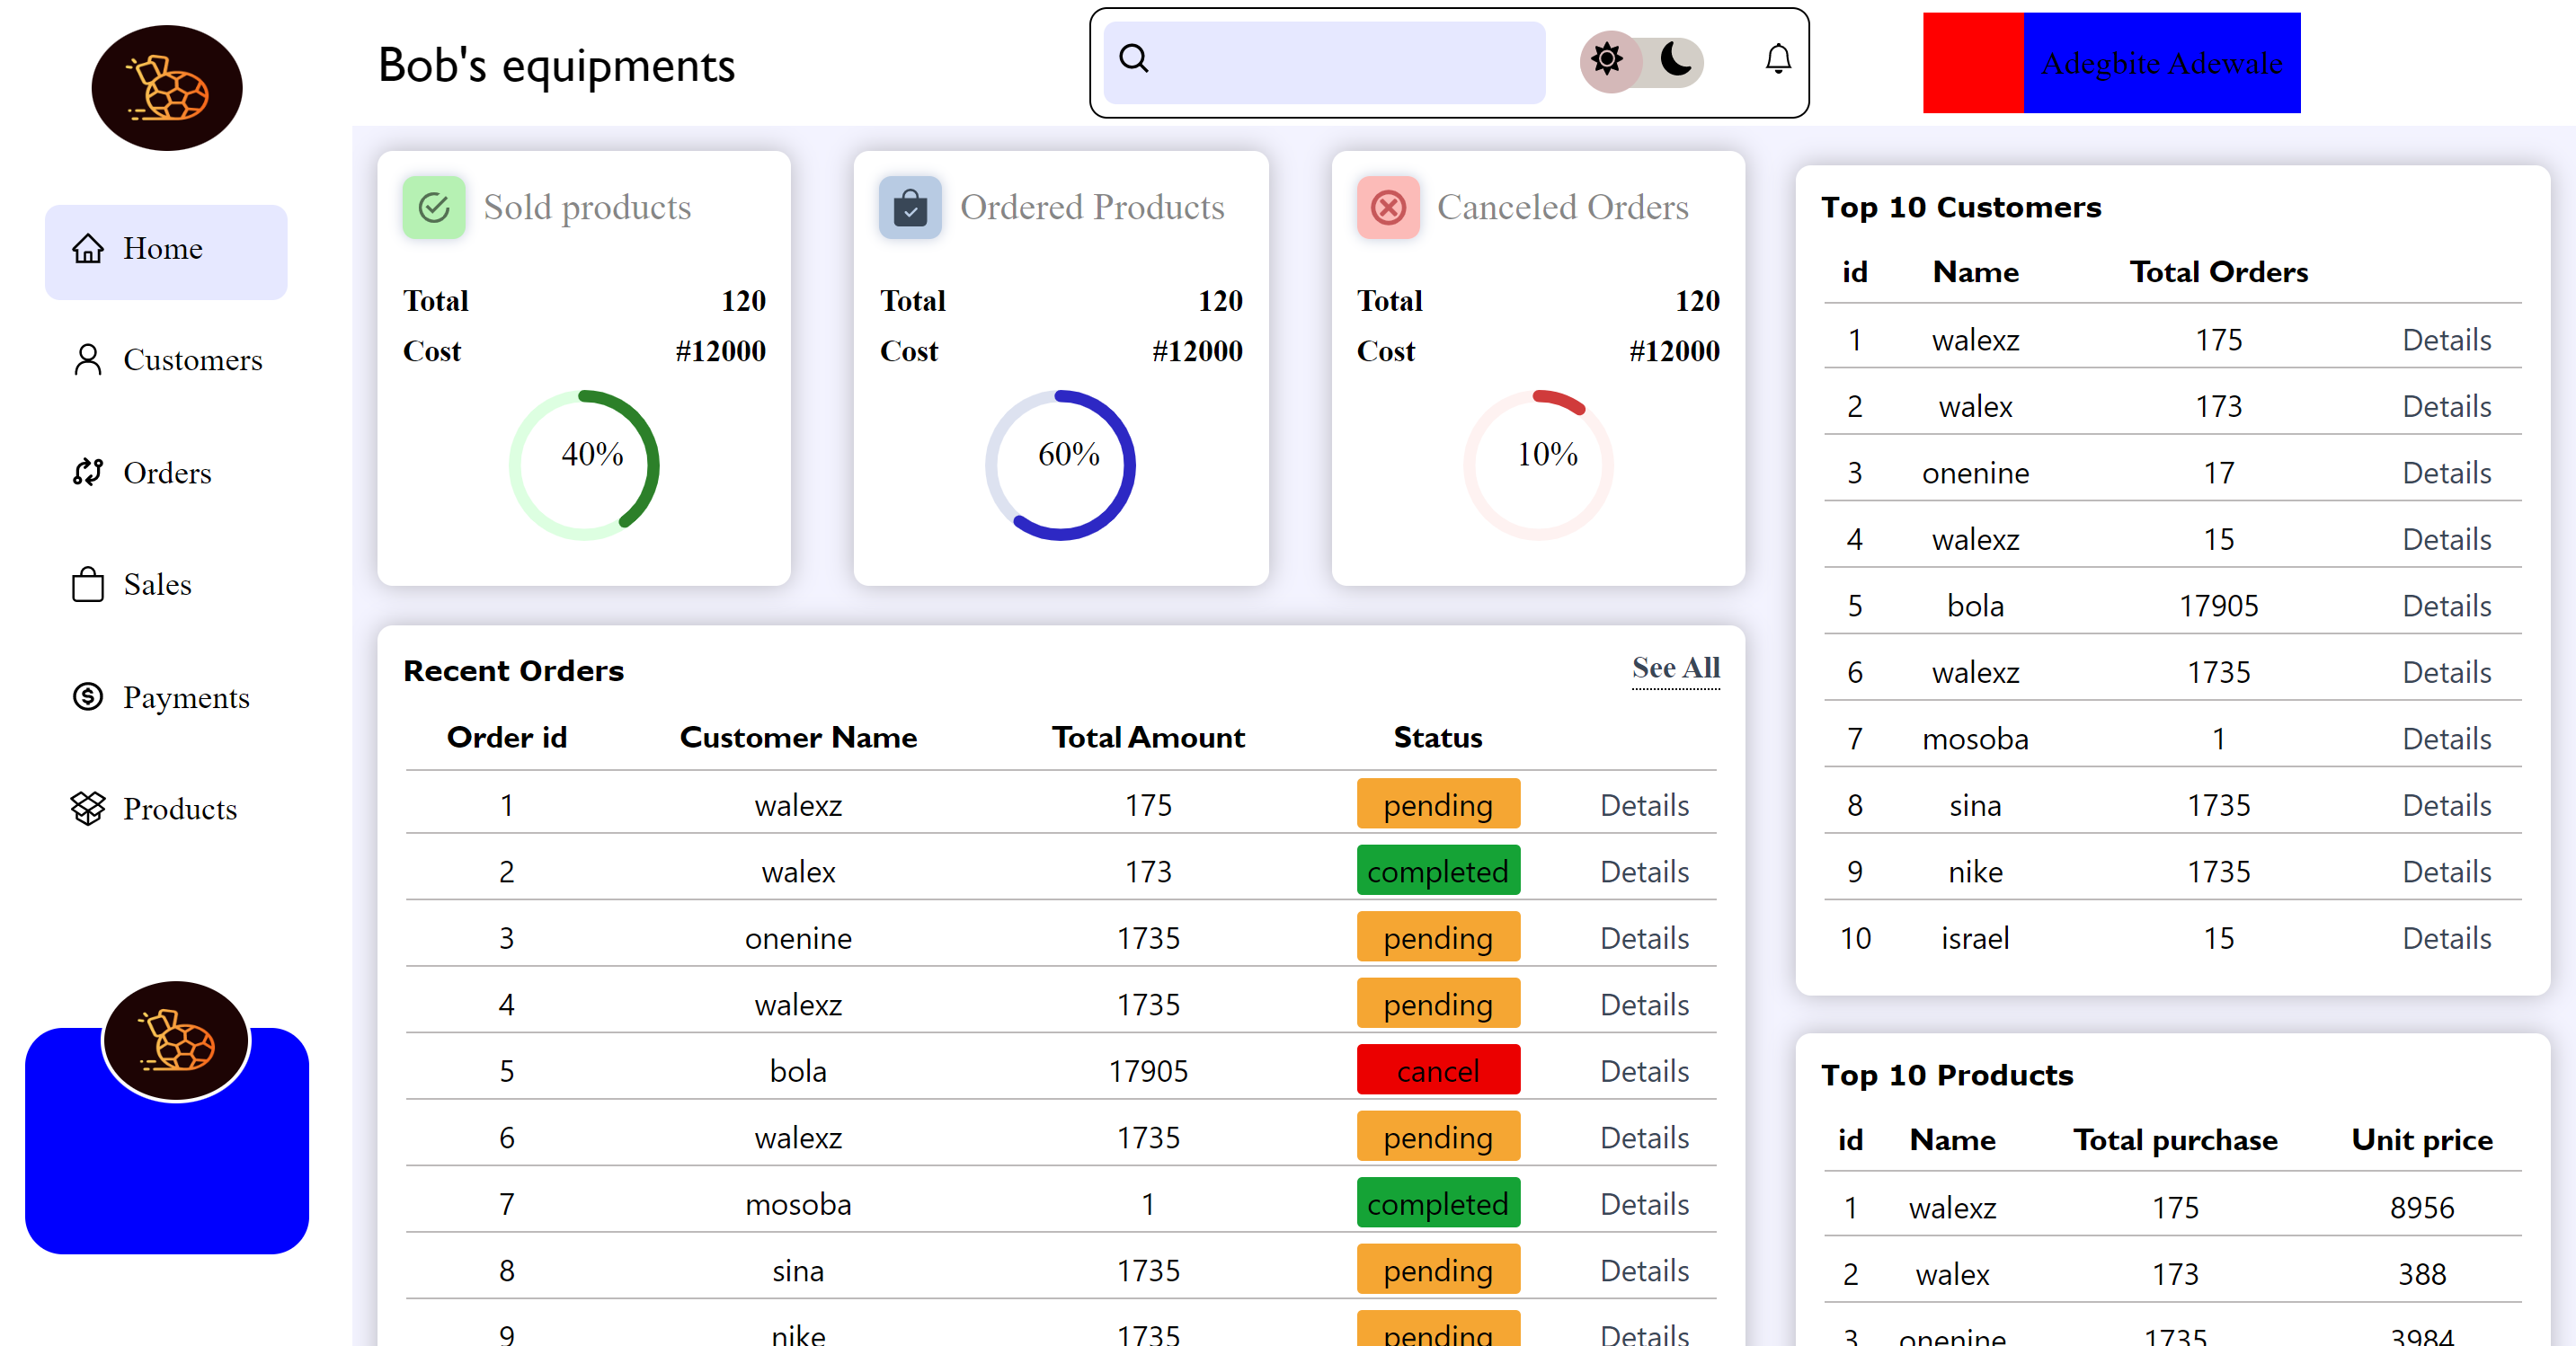 Bob's equipments
Adegbite Adewale
Home
Customers
Orders
Sales
Payments
Products
Sold products
Total 120
Cost #12000
40%
Ordered Products
Total 120
Cost #12000
60%
Canceled Orders
Total 120
Cost #12000
10%
Recent Orders See All
Order id Customer Name Total Amount Status
1 walexz 175 pending Details
2 walex 173 completed Details
3 onenine 1735 pending Details
4 walexz 1735 pending Details
5 bola 17905 cancel Details
6 walexz 1735 pending Details
7 mosoba 1 completed Details
8 sina 1735 pending Details
9 nike 1735 pending Details
Top 10 Customers
id Name Total Orders
1 walexz 175 Details
2 walex 173 Details
3 onenine 17 Details
4 walexz 15 Details
5 bola 17905 Details
6 walexz 1735 Details
7 mosoba 1 Details
8 sina 1735 Details
9 nike 1735 Details
10 israel 15 Details
Top 10 Products
id Name Total purchase Unit price
1 walexz 175 8956
2 walex 173 388
3 onenine 1735 3984